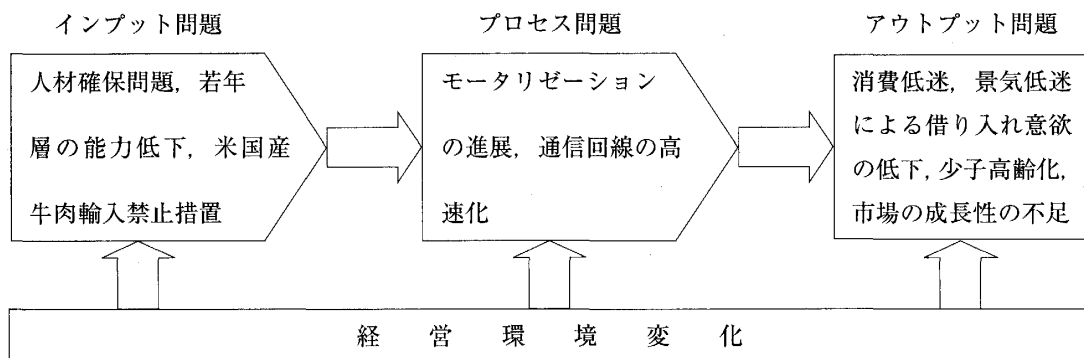 インプット問題
プロセス問題
アウトプット問題
人材確保問題, 若年
層の能力低下, 米国産
牛肉輸入禁止措置
モータリゼーション
の進展, 通信回線の高
速化
消費低迷, 景気低迷
による借り入れ意欲
の低下, 少子高齢化,
市場の成長性の不足
経営環境変化